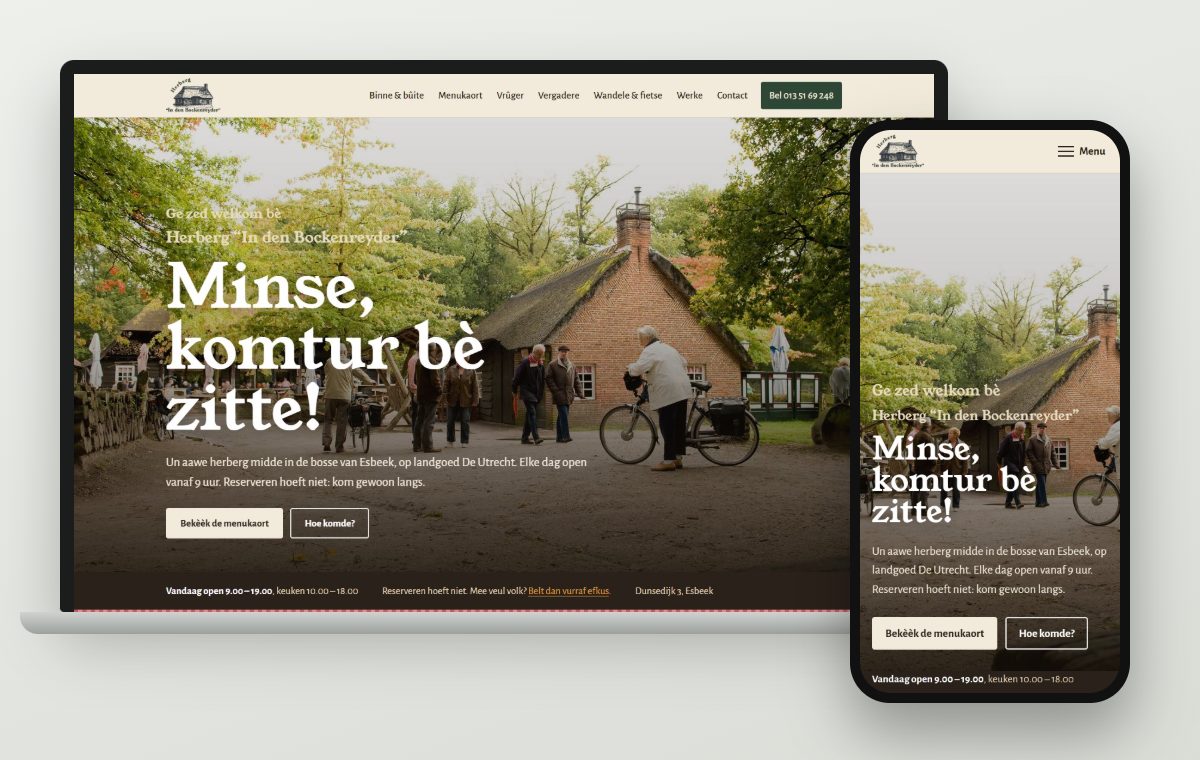 Herberg
"In den Bockenreyder"
Binne & bûite
Menukaort
Vrûger
Vergadere
Wandele & fietse
Werke
Contact
Bel 013 51 69 248
Ge zed welkom bè
Herberg “In den Bockenreyder”
Minse,
komtur bè
zitte!
Un aawe herberg midde in de bosse van Esbeek, op landgoed De Utrecht. Elke dag open
vanaf 9 uur. Reserveren hoeft niet: kom gewoon langs.
Bekèèk de menukaort
Hoe komde?
Vandaag open 9.00–19.00, keuken 10.00–18.00
Reserveren hoeft niet. Mee veul volk? Belt dan vurraf efkus.
Dunsedijk 3, Esbeek
Herberg
"In den Bockenreyder"
Menu
Ge zed welkom bè
Herberg “In den Bockenreyder”
Minse,
komtur bè
zitte!
Un aawe herberg midde in de bosse van Esbeek, op
landgoed De Utrecht. Elke dag open vanaf 9 uur.
Reserveren hoeft niet: kom gewoon langs.
Bekèèk de menukaort
Hoe komde?
Vandaag open 9.00–19.00, keuken 10.00–18.00